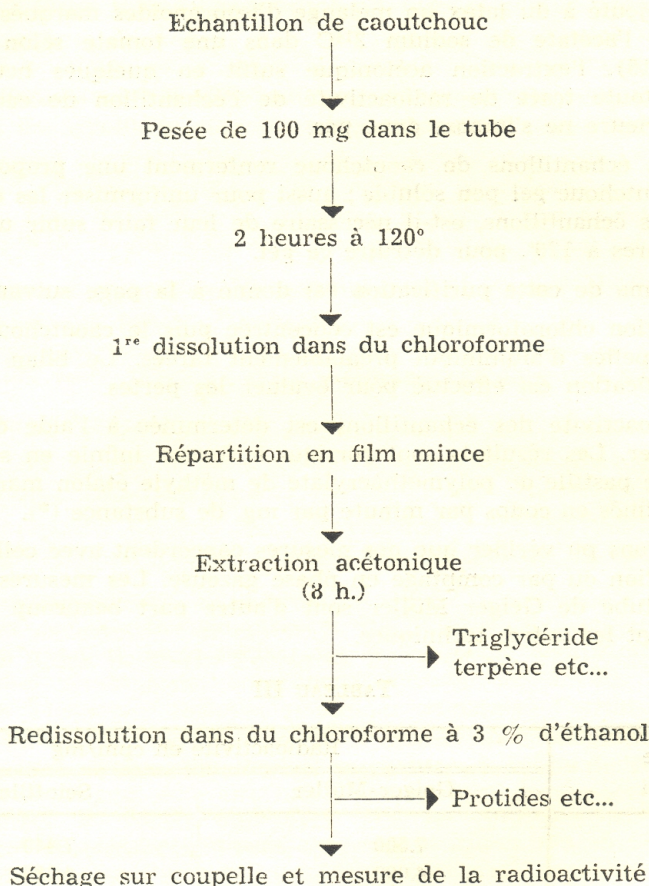 Echantillon de caoutchouc
Pesée de 100 mg dans le tube
2 heures à 120°
1re dissolution dans du chloroforme
Répartition en film mince
Extraction acétonique
(8 h.)
Triglycéride
terpène etc...
Redissolution dans du chloroforme à 3 % d'éthanol
Protides etc...
Séchage sur coupelle et mesure de la radioactivité